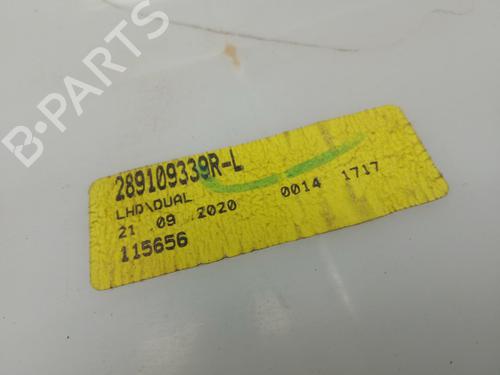 B-PARTS
289109339R-L
LHD\DUAL
21 .09 .2020 0014 1717
115656